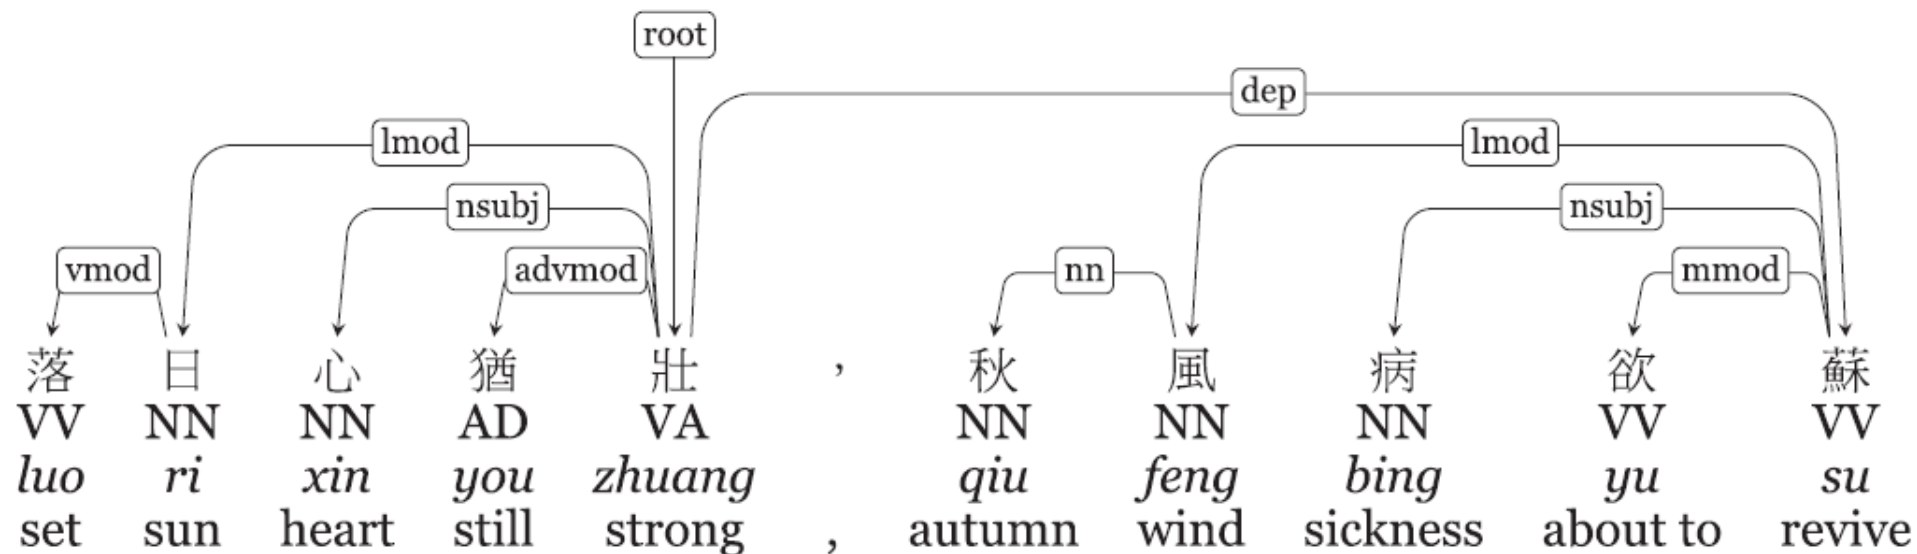 root
dep
lmod lmod
nsubj nsubj
vmod advmod nn mmod
落 日 心 猶 壯 , 秋 風 病 欲 蘇
VV NN NN AD VA NN NN NN VV VV
luo ri xin you zhuang qiu feng bing yu su
set sun heart still strong , autumn wind sickness about to revive